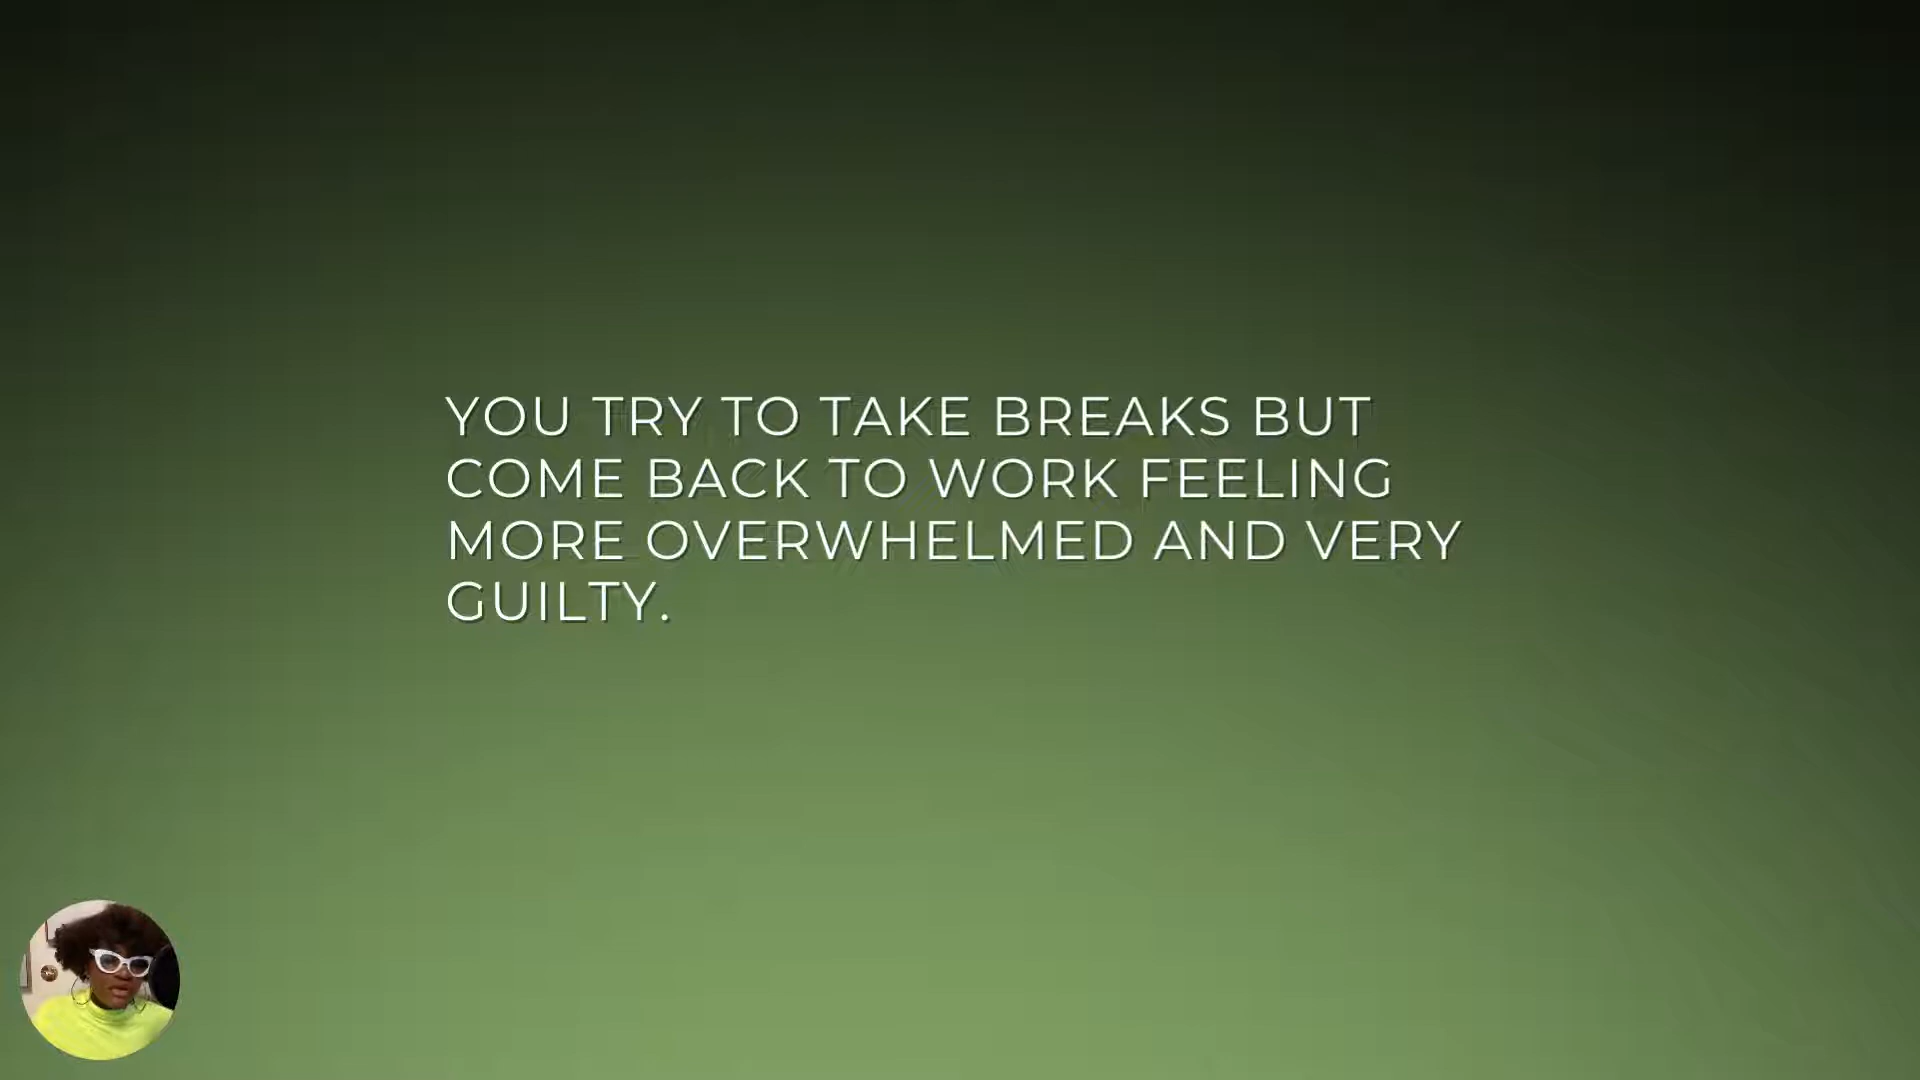 YOU TRY TO TAKE BREAKS BUT
COME BACK TO WORK FEELING
MORE OVERWHELMED AND VERY
GUILTY.